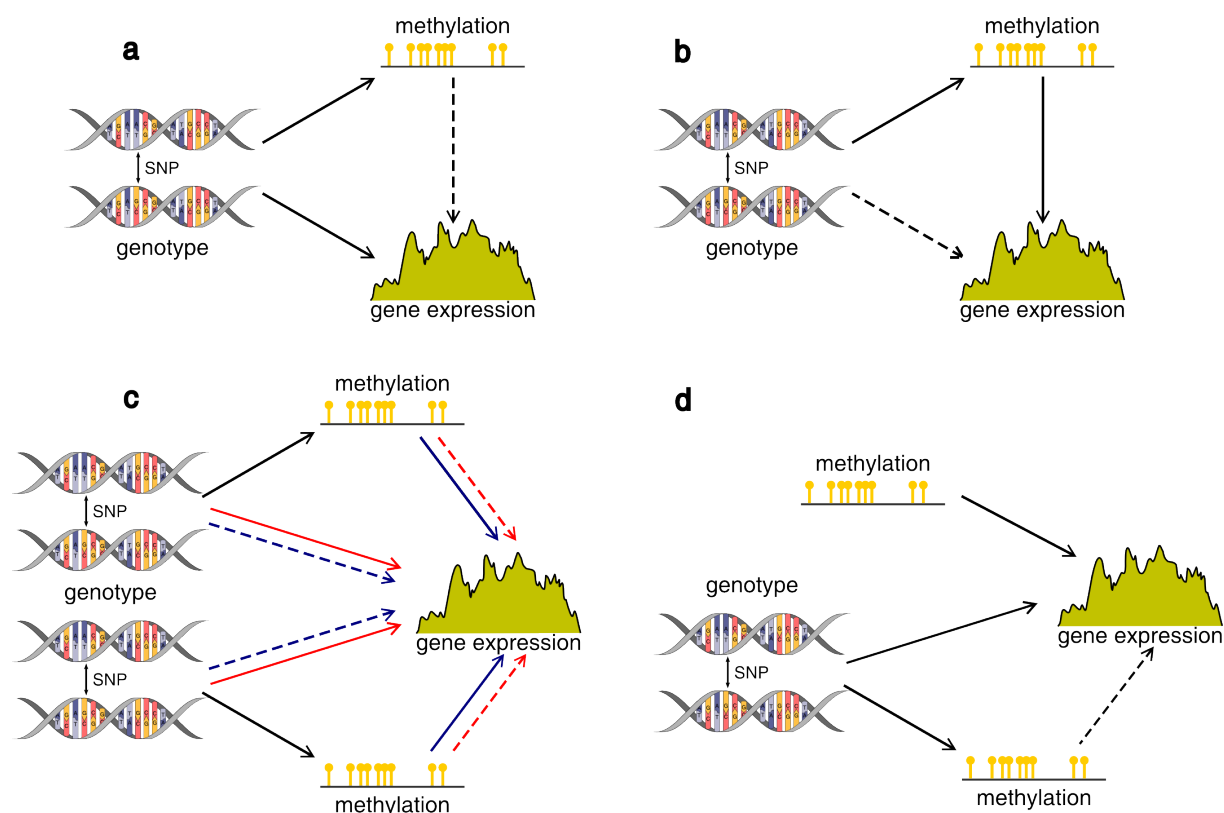 a
methylation
SNP
genotype
gene expression
b
methylation
SNP
genotype
gene expression
c
methylation
SNP
genotype
SNP
gene expression
methylation
d
methylation
genotype
SNP
gene expression
methylation